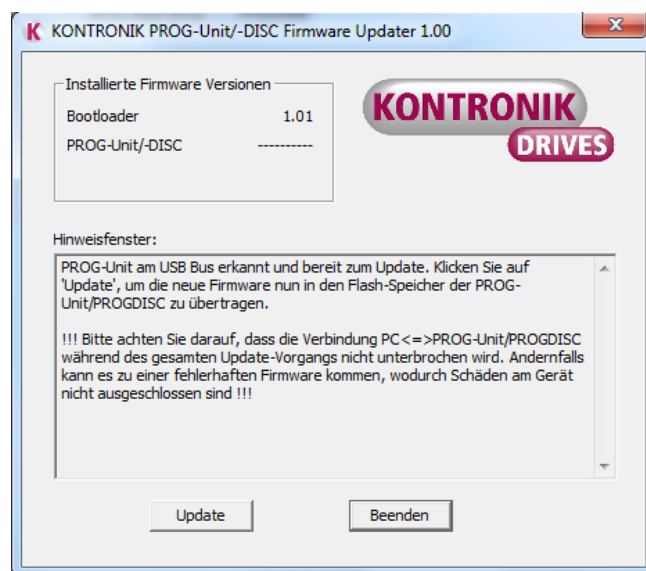 KONTRONIK PROG-Unit/-DISC Firmware Updater 1.00
Installierte Firmware Versionen
Bootloader 1.01
PROG-Unit/-DISC ----------
KONTRONIK
DRIVES
Hinweisfenster:
PROG-Unit am USB Bus erkannt und bereit zum Update. Klicken Sie auf
'Update', um die neue Firmware nun in den Flash-Speicher der PROG-
Unit/PROGDISC zu übertragen.
!!! Bitte achten Sie darauf, dass die Verbindung PC<=>PROG-Unit/PROGDISC
während des gesamten Update-Vorgangs nicht unterbrochen wird. Andernfalls
kann es zu einer fehlerhaften Firmware kommen, wodurch Schäden am Gerät
nicht ausgeschlossen sind !!!
Update
Beenden